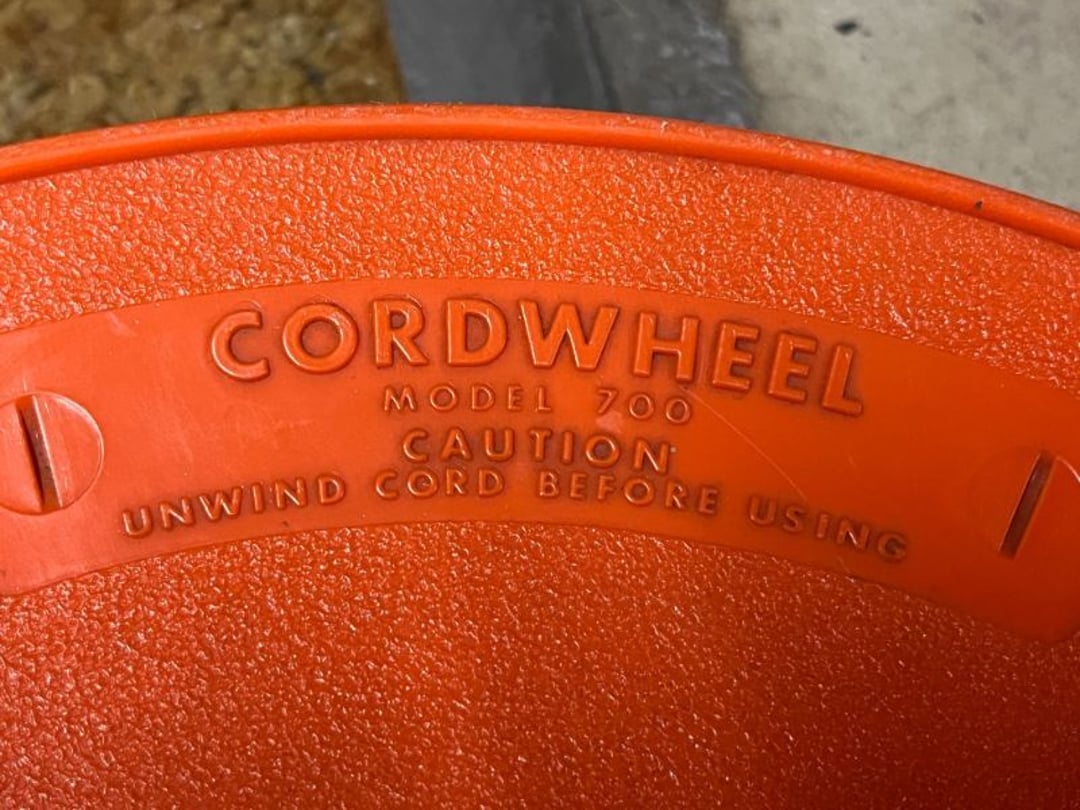 CORDWHEEL
MODEL 700
CAUTION
UNWIND CORD BEFORE USING